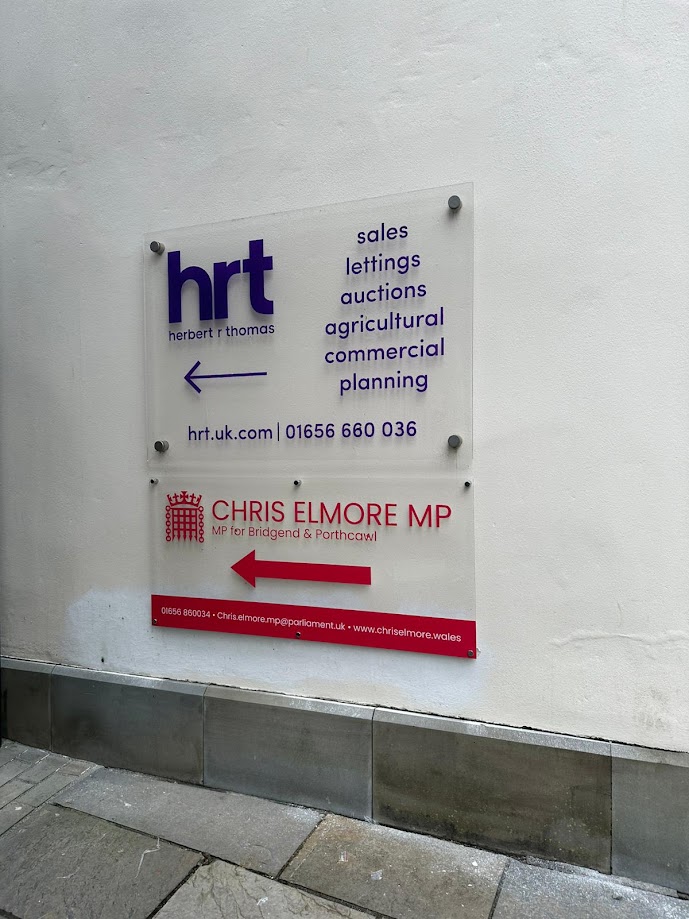 hrt
herbert r thomas
sales
lettings
auctions
agricultural
commercial
planning
hrt.uk.com | 01656 660 036
CHRIS ELMORE MP
MP for Bridgend & Porthcawl
01656 860034 • Chris.elmore.mp@parliament.uk • www.chriselmore.wales